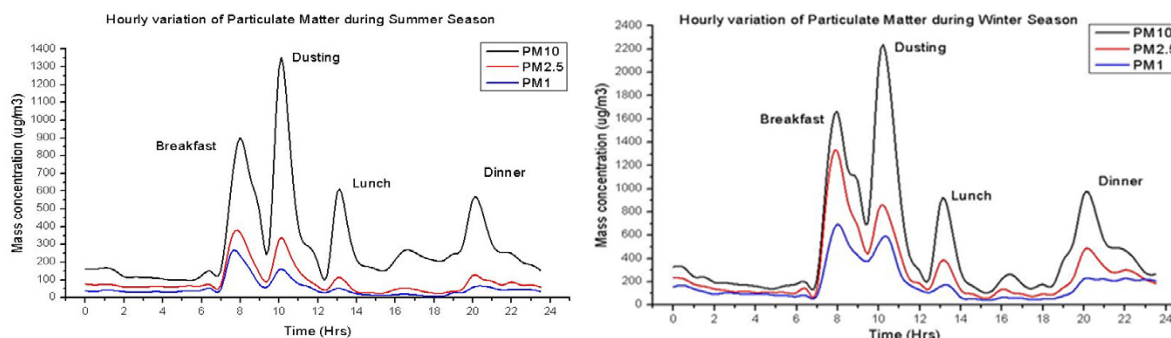 Hourly variation of Particulate Matter during Summer Season
1400
1300
1200
1100
1000
900
800
700
600
500
400
300
200
100
0
Mass concentration (ug/m3)
PM10
PM2.5
PM1
Dusting
Breakfast
Lunch
Dinner
0 2 4 6 8 10 12 14 16 18 20 22 24
Time (Hrs)
Hourly variation of Particulate Matter during Winter Season
2400
2200
2000
1800
1600
1400
1200
1000
800
600
400
200
0
Mass concentration (ug/m3)
PM10
PM2.5
PM1
Dusting
Breakfast
Lunch
Dinner
0 2 4 6 8 10 12 14 16 18 20 22 24
Time (Hrs)